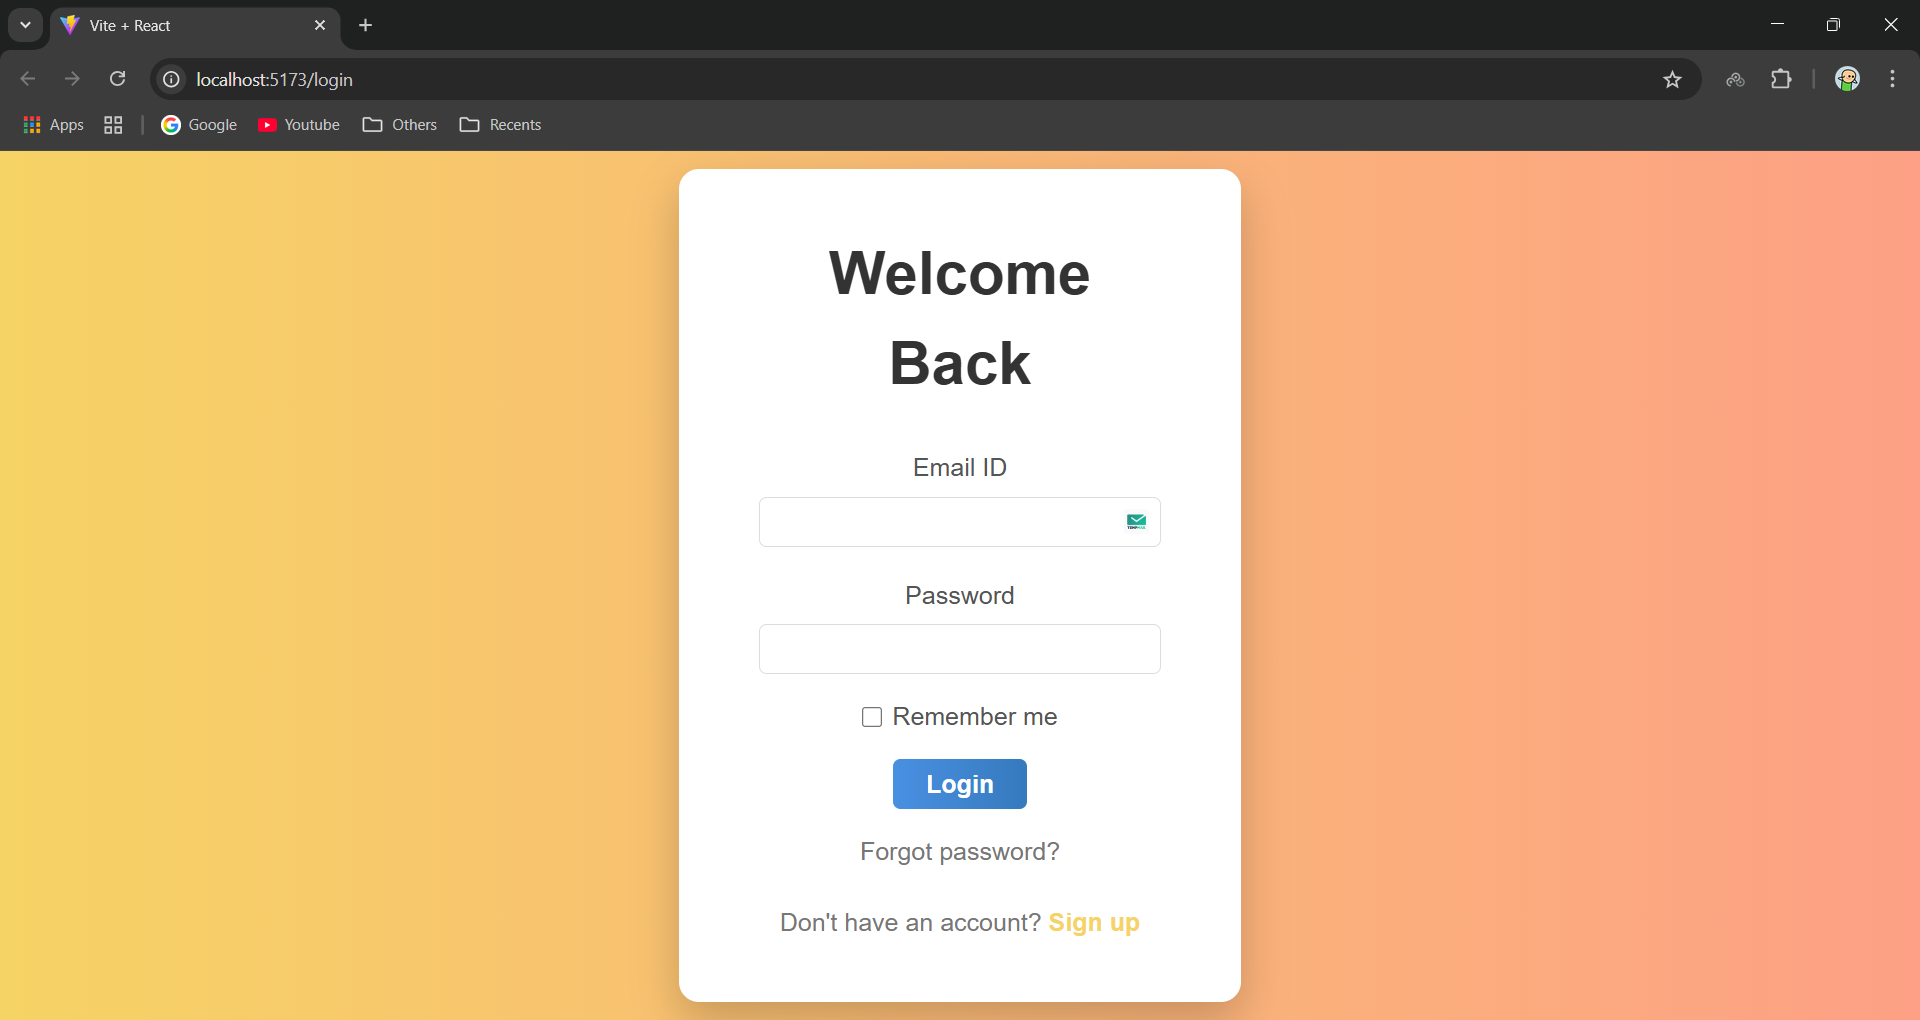 Vite + React
localhost:5173/login
Apps Google Youtube Others Recents
Welcome
Back
Email ID
Password
Remember me
Login
Forgot password?
Don't have an account? Sign up